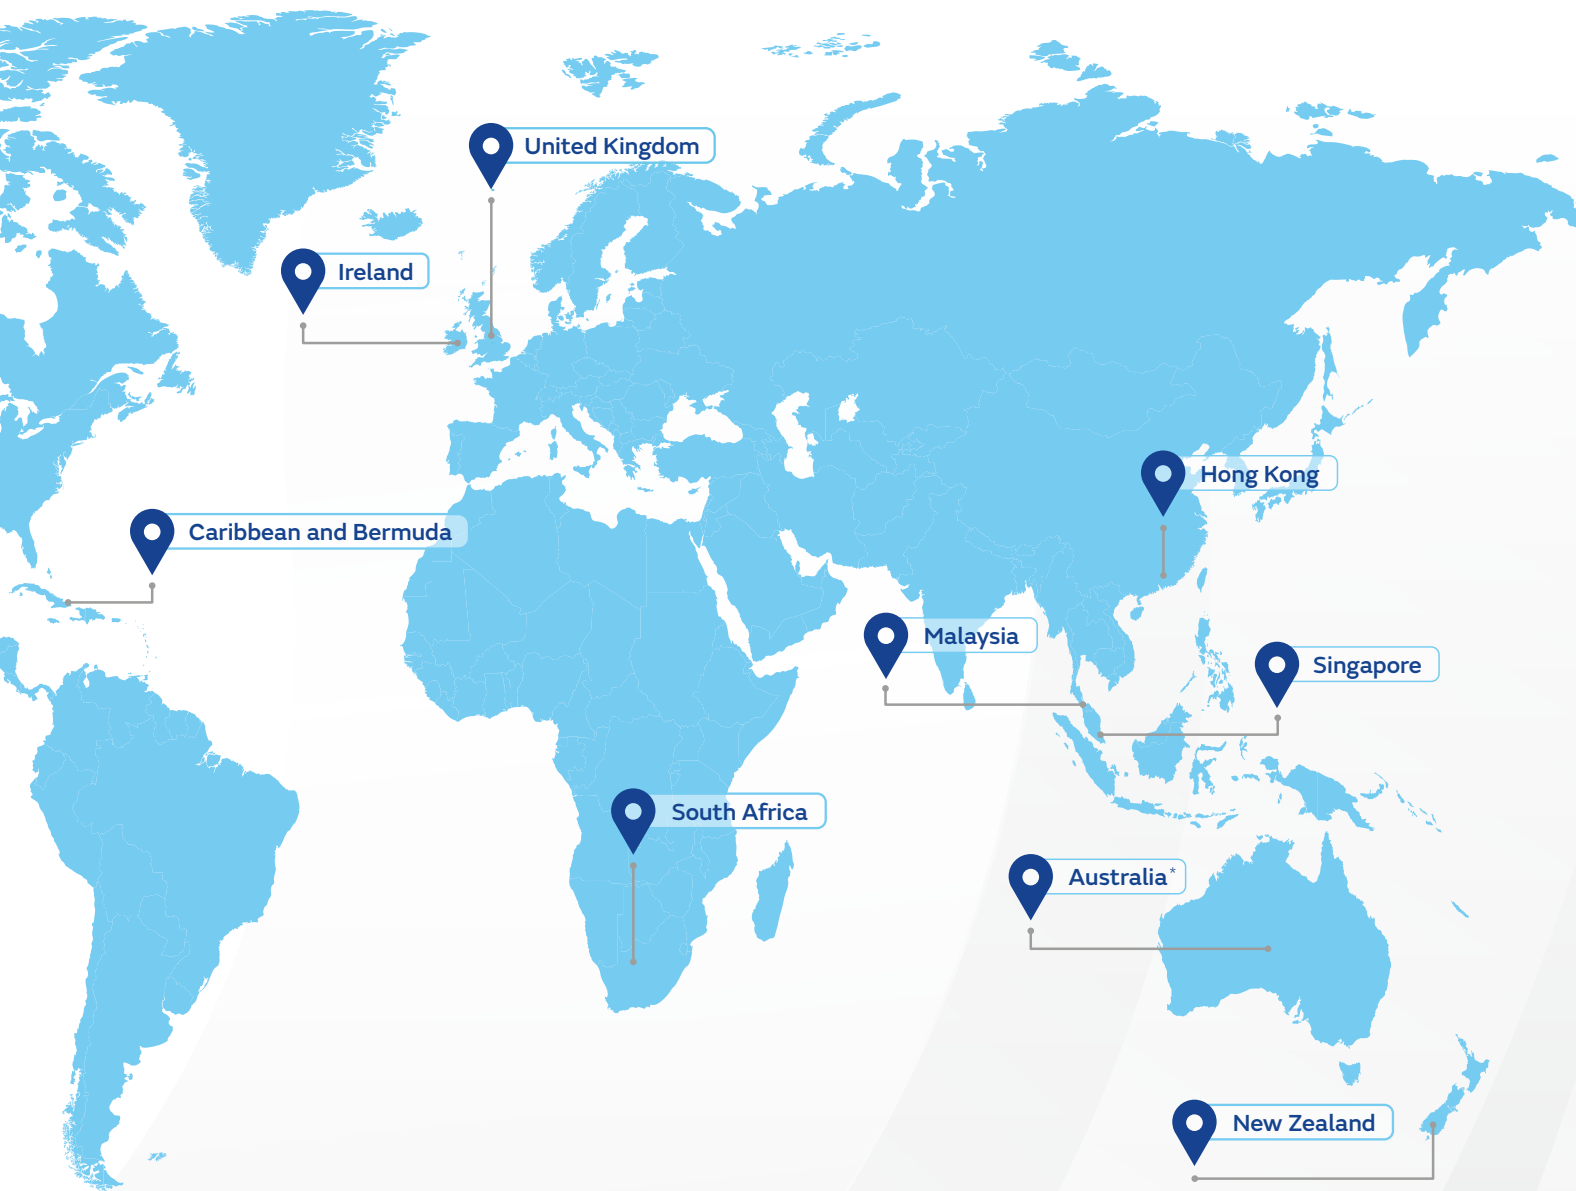 United Kingdom
Ireland
Hong Kong
Caribbean and Bermuda
Malaysia
Singapore
South Africa
Australia*
New Zealand